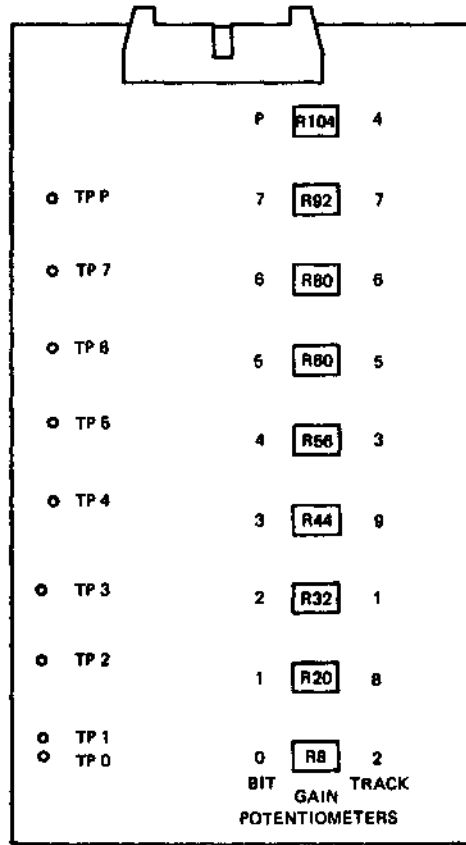 P R104 4
TP P 7 R92 7
TP 7 6 R80 6
TP 6 5 R60 5
TP 5 4 R56 3
TP 4 3 R44 9
TP 3 2 R32 1
TP 2 1 R20 8
TP 1
TP 0 0 R8 2
BIT GAIN TRACK
POTENTIOMETERS